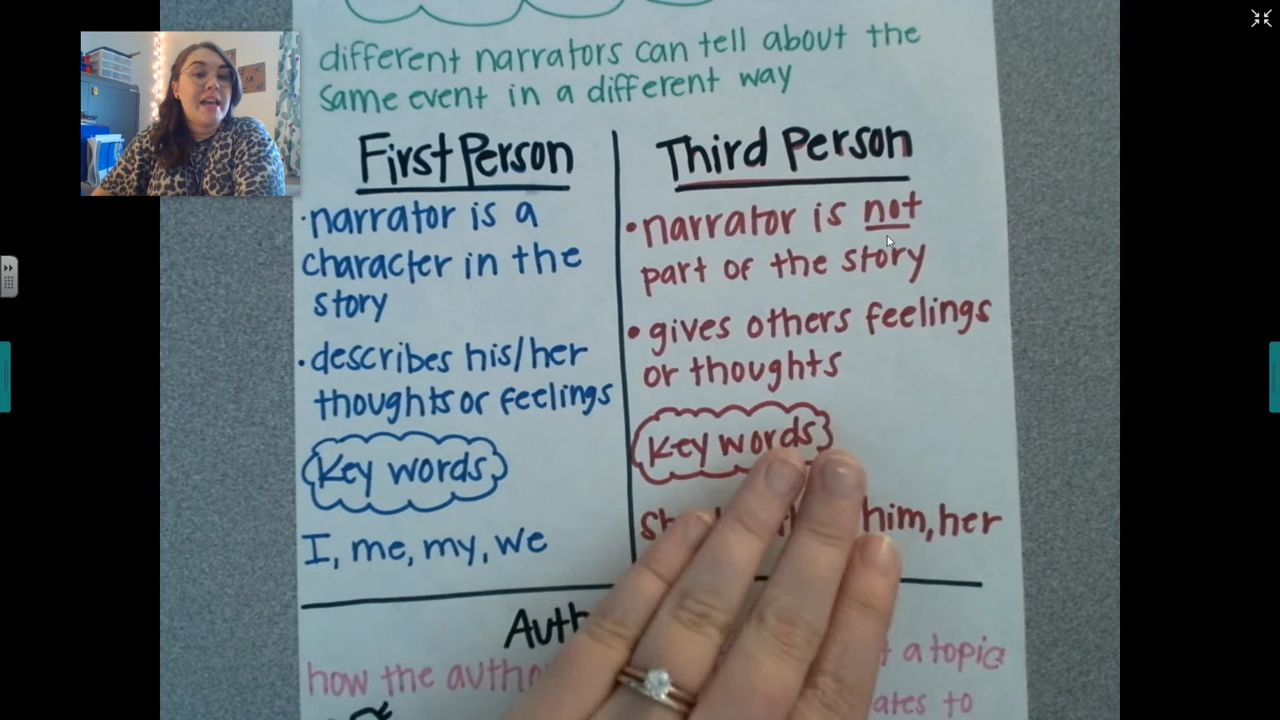 different narrators can tell about the
same event in a different way
First Person
· narrator is a
character in the
story
· describes his/her
thoughts or feelings
Key words
I, me, my, we
Third Person
• narrator is not
part of the story
• gives others feelings
or thoughts
Key words
him, her
how the
a topic
to